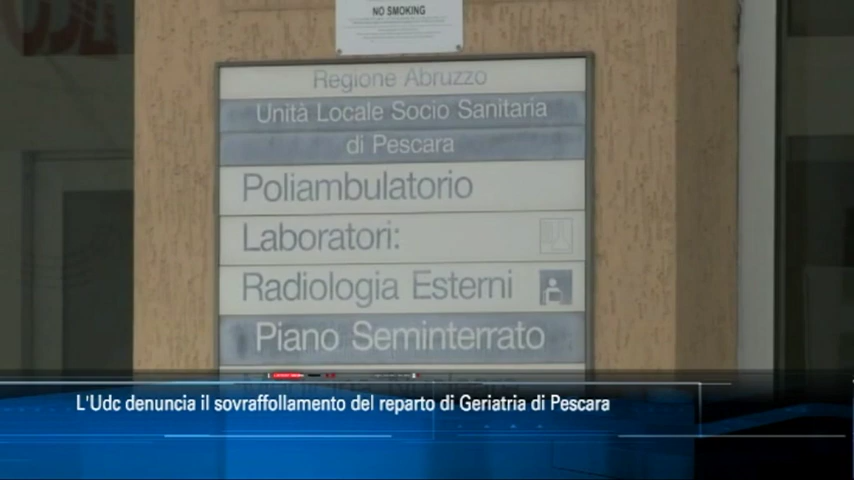 NO SMOKING
Regione Abruzzo
Unità Locale Socio Sanitaria
di Pescara
Poliambulatorio
Laboratori:
Radiologia Esterni
Piano Seminterrato
L'Udc denuncia il sovraffollamento del reparto di Geriatria di Pescara